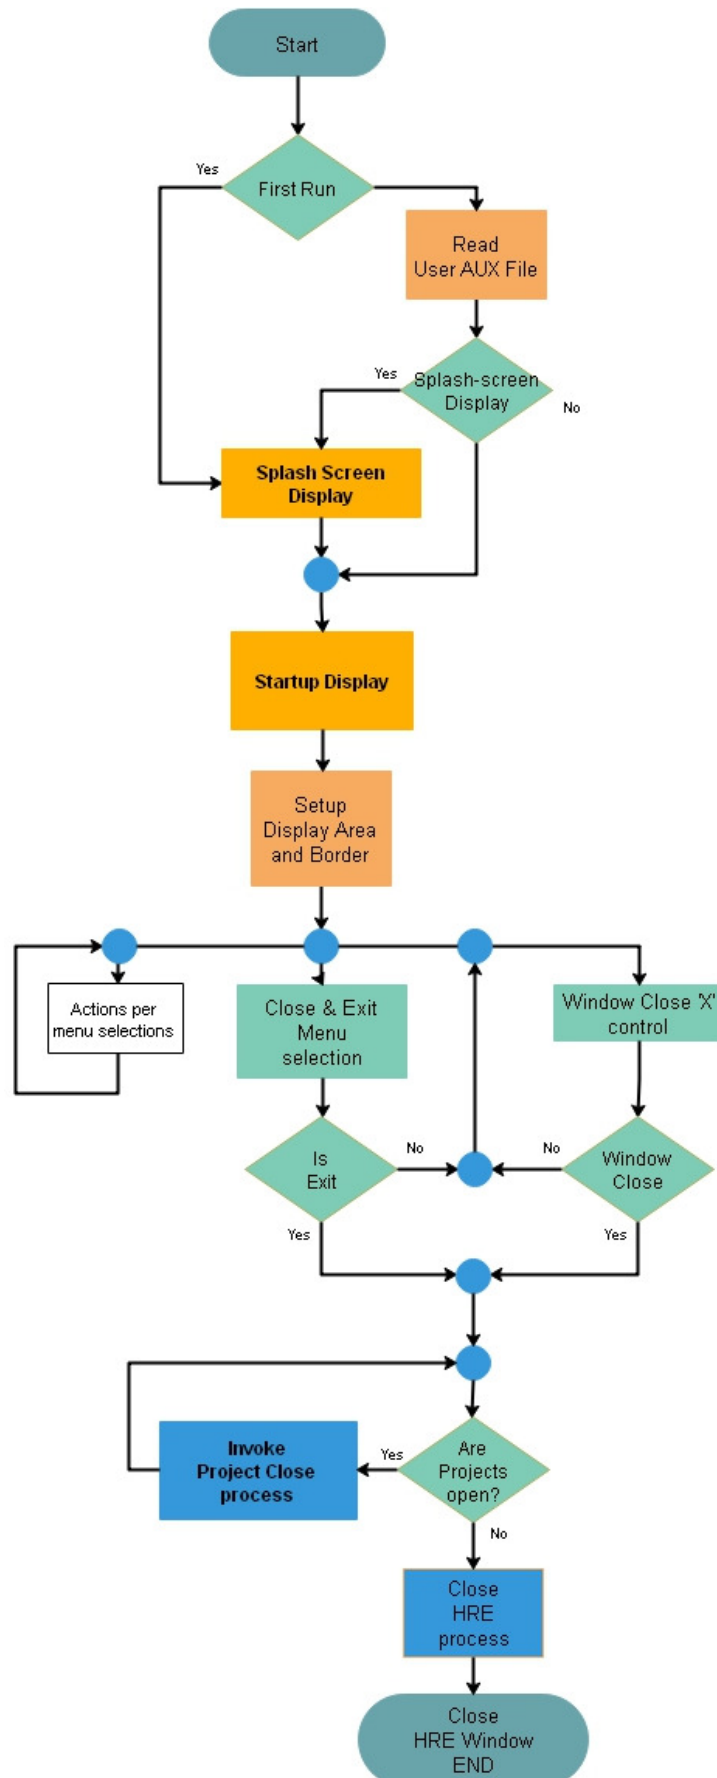 Start
Yes
First Run
Read
User AUX File
Yes
Splash-screen
Display
No
Splash Screen
Display
Startup Display
Setup
Display Area
and Border
Actions per
menu selections
Close & Exit
Menu
selection
Window Close 'X'
control
Is
Exit
No
No
Window
Close
Yes
Yes
Invoke
Project Close
process
Yes
Are
Projects
open?
No
Close
HRE
process
Close
HRE Window
END